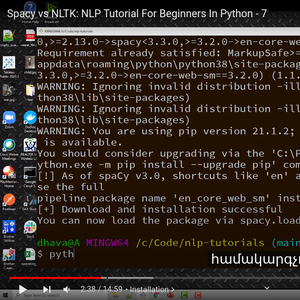 Spacy vs NLTK: NLP Tutorial For Beginners In Python - 7
0,>=2.13.0->spacy<3.3.0,>=3.2.0->en-core-we
Requirement already satisfied: MarkupSafe>=
appdata\roaming\python\python38\site-packag
3.3.0,>=3.2.0->en-core-web-sm==3.2.0) (1.1.
WARNING: Ignoring invalid distribution -ill
thon38\lib\site-packages)
WARNING: Ignoring invalid distribution -ill
thon38\lib\site-packages)
WARNING: You are using pip version 21.1.2;
is available.
You should consider upgrading via the 'C:\P
ython.exe -m pip install --upgrade pip' com
[!] As of spaCy v3.0, shortcuts like 'en' a
se the full
pipeline package name 'en_core_web_sm' inst
[+] Download and installation successful
You can now load the package via spacy.load
dhava@A MINGW64 /c/Code/nlp-tutorials (main
$ pyth
համակարգչո
2:38 / 14:59 • Installation >